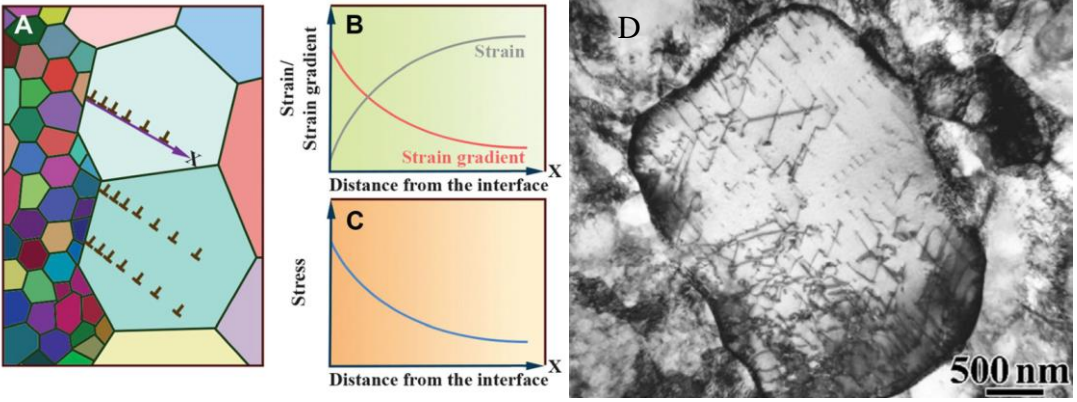 A
X
B
Strain/
Strain gradient
Strain
Strain gradient
X
Distance from the interface
C
Stress
X
Distance from the interface
D
500 nm